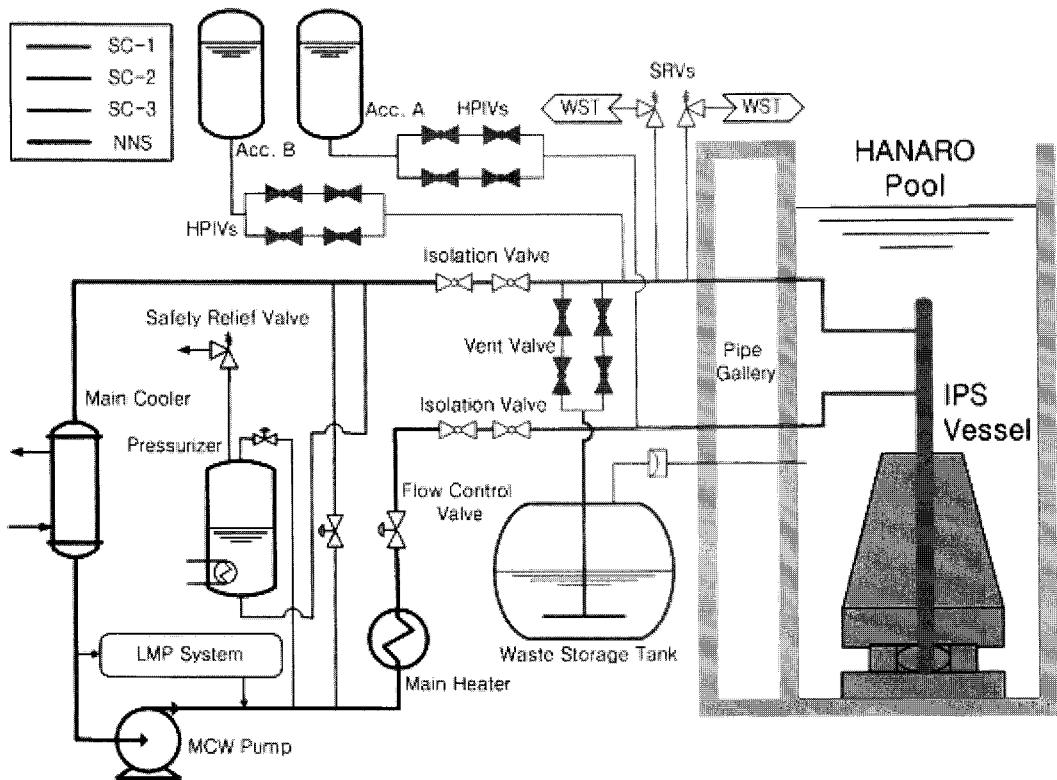 SC-1
SC-2
SC-3
NNS
Acc. B
Acc. A
HPIVs
HPIVs
SRVs
WST
WST
HANARO
Pool
Isolation Valve
Safety Relief Valve
Vent Valve
Pipe
Gallery
Main Cooler
Isolation Valve
IPS
Vessel
Pressurizer
Flow Control
Valve
LMP System
Waste Storage Tank
Main Heater
MCW Pump